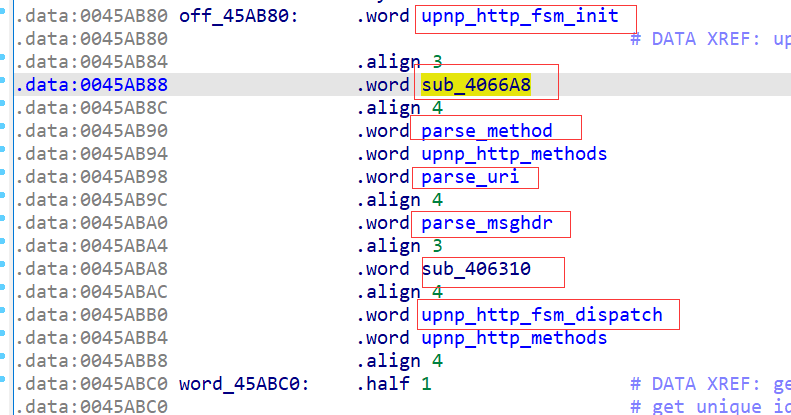 .data:0045AB80 off_45AB80: .word upnp_http_fsm_init
.data:0045AB80 # DATA XREF: up
.data:0045AB84 .align 3
.data:0045AB88 .word sub_4066A8
.data:0045AB8C .align 4
.data:0045AB90 .word parse_method
.data:0045AB94 .word upnp_http_methods
.data:0045AB98 .word parse_uri
.data:0045AB9C .align 4
.data:0045ABA0 .word parse_msghdr
.data:0045ABA4 .align 3
.data:0045ABA8 .word sub_406310
.data:0045ABAC .align 4
.data:0045ABB0 .word upnp_http_fsm_dispatch
.data:0045ABB4 .word upnp_http_methods
.data:0045ABB8 .align 4
.data:0045ABC0 word_45ABC0: .half 1 # DATA XREF: ge
.data:0045ABC0 # get unique id